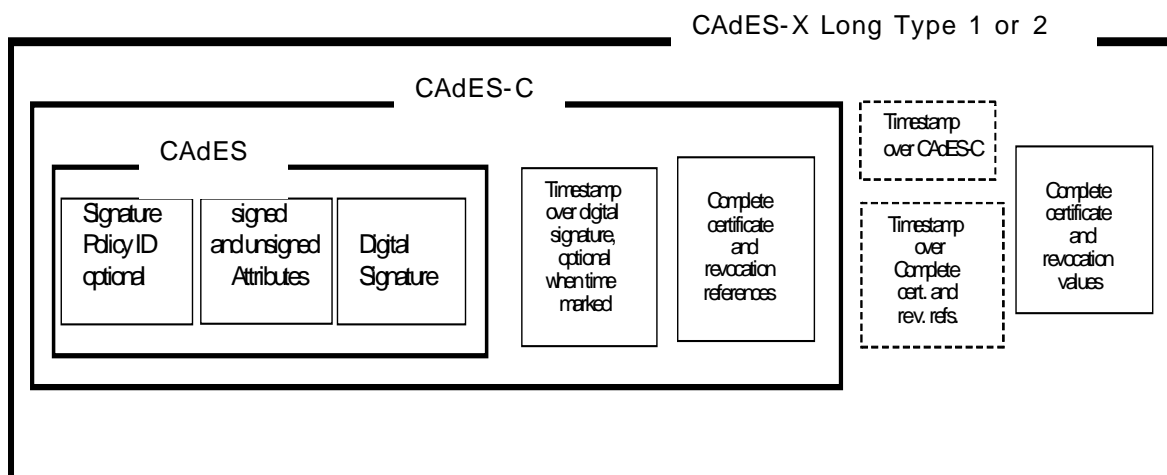 CAdES-X Long Type 1 or 2
CAdES-C
CAdES
Signature
Policy ID
optional
signed
and unsigned
Attributes
Digital
Signature
Timestamp
over digital
signature,
optional
when time
marked
Complete
certificate
and
revocation
references
Timestamp
over CAdES-C
Timestamp
over
Complete
cert. and
rev. refs.
Complete
certificate
and
revocation
values